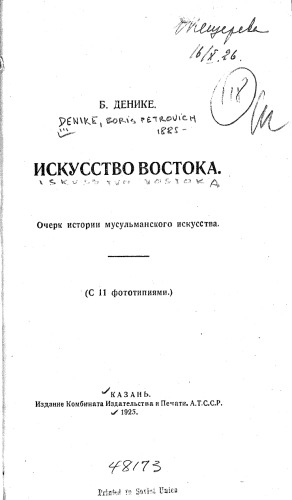 16/X.26.
118
Б. ДЕНИКЕ.
DENIKE, BORIS PETROVICH
1885-
ИСКУССТВО ВОСТОКА.
ISKUSSTVO VOSTOKA
Очерк истории мусульманского искусства.
(С 11 фототипиями.)
КАЗАНЬ.
Издание Комбината Издательства и Печати. А.Т.С.С.Р.
1923.
48173
Printed in Soviet Union